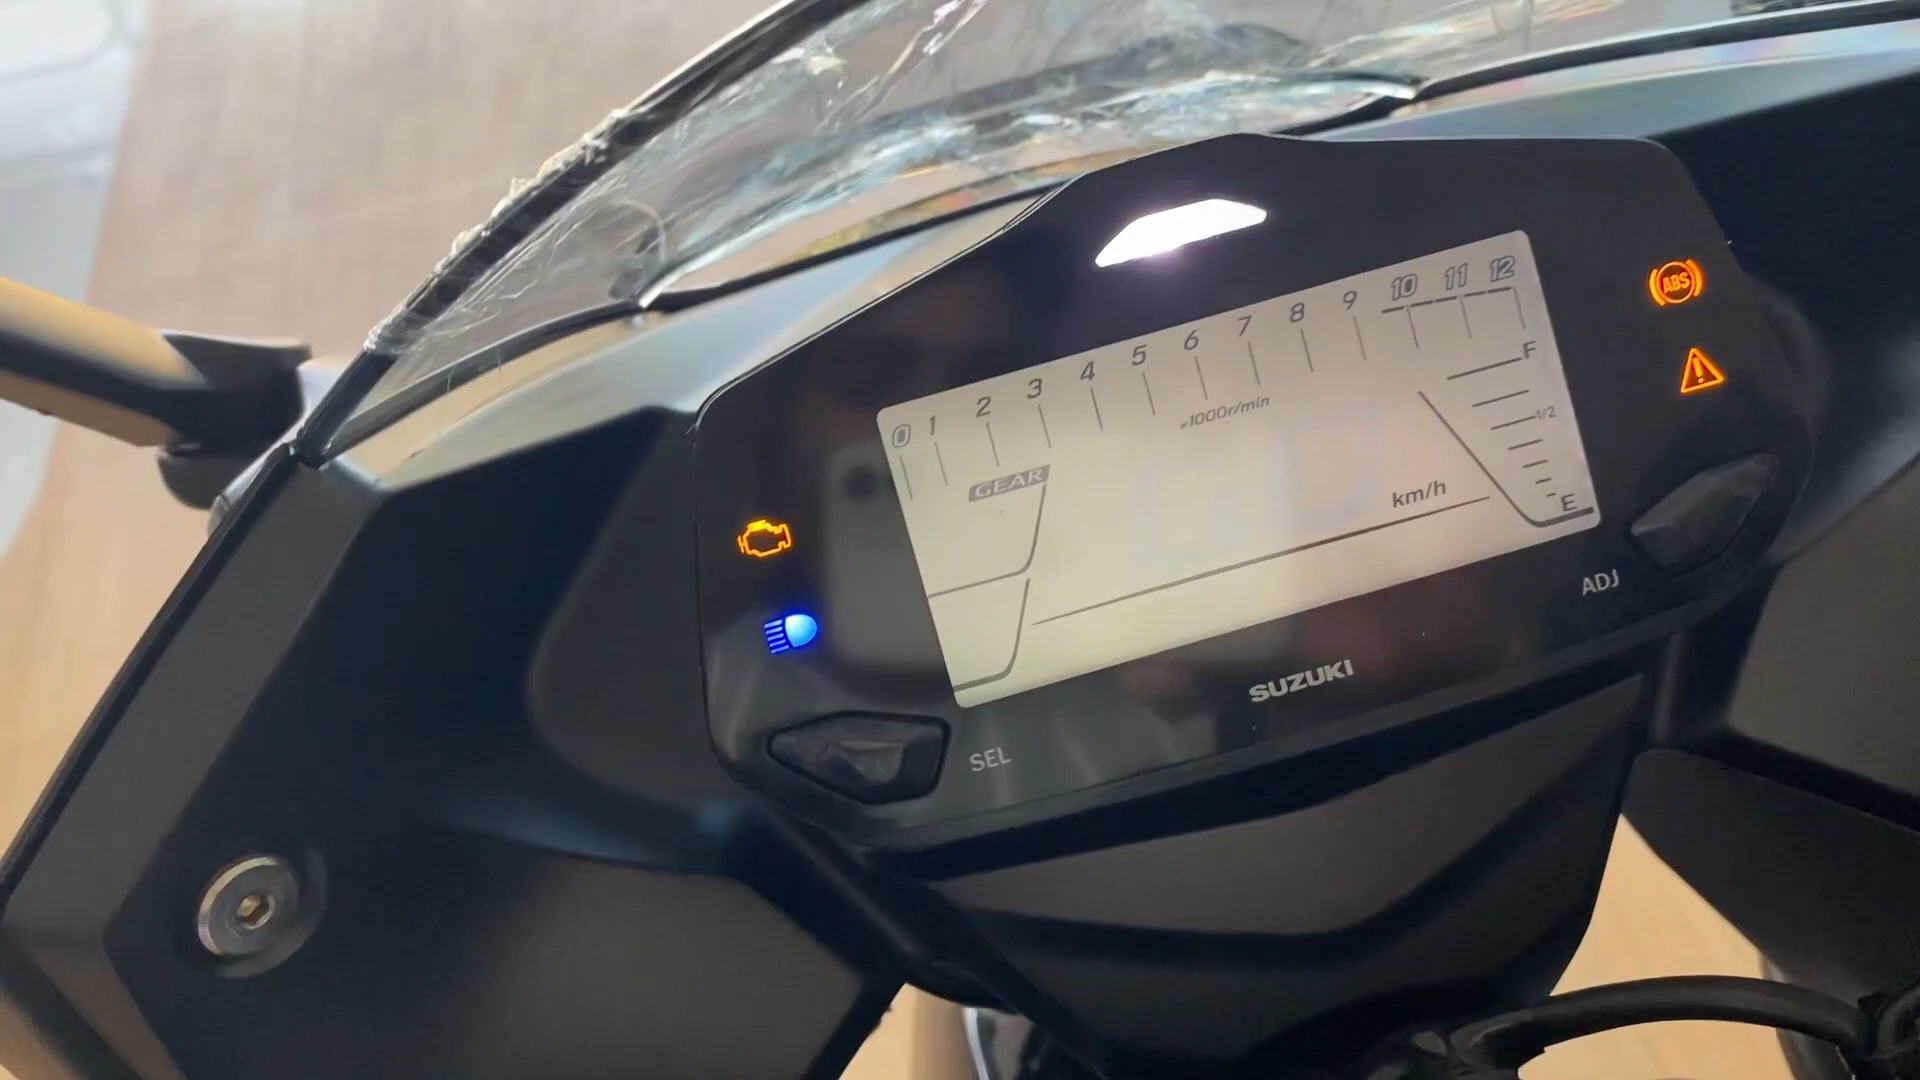 0 1 2 3 4 5 6 7 8 9 10 11 12
×1000r/min
F
1/2
E
GEAR
km/h
ABS
!
ADJ
SUZUKI
SEL